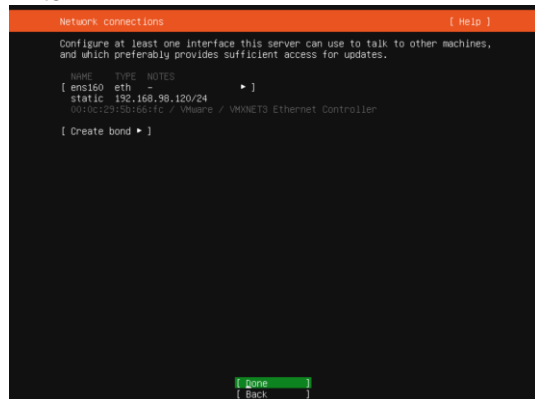 Network connections [ Help ]
Configure at least one interface this server can use to talk to other machines,
and which preferably provides sufficient access for updates.
NAME TYPE NOTES
[ ens160 eth - ▸ ]
static 192.168.98.120/24
00:0c:29:5b:66:fc / VMware / VMXNET3 Ethernet Controller
[ Create bond ▸ ]
[ Done ]
[ Back ]